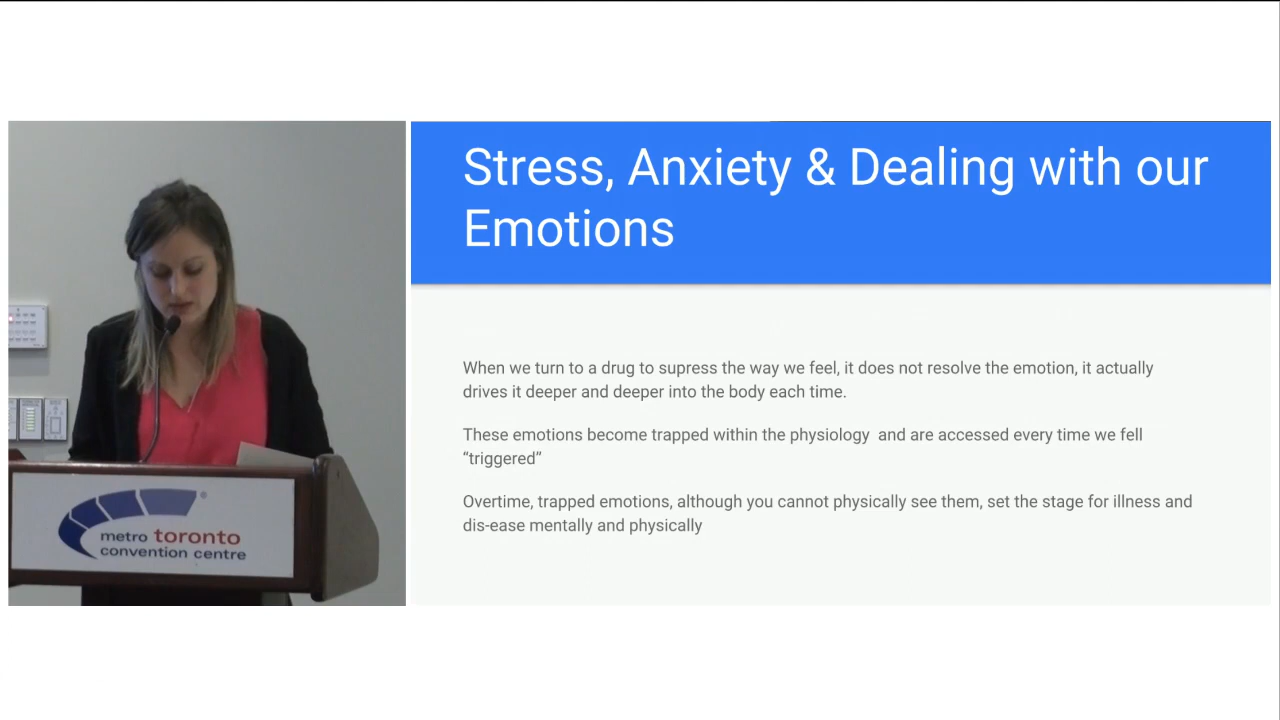 Stress, Anxiety & Dealing with our
Emotions
When we turn to a drug to supress the way we feel, it does not resolve the emotion, it actually
drives it deeper and deeper into the body each time.
These emotions become trapped within the physiology  and are accessed every time we fell
“triggered”
Overtime, trapped emotions, although you cannot physically see them, set the stage for illness and
dis-ease mentally and physically
metro toronto
convention centre